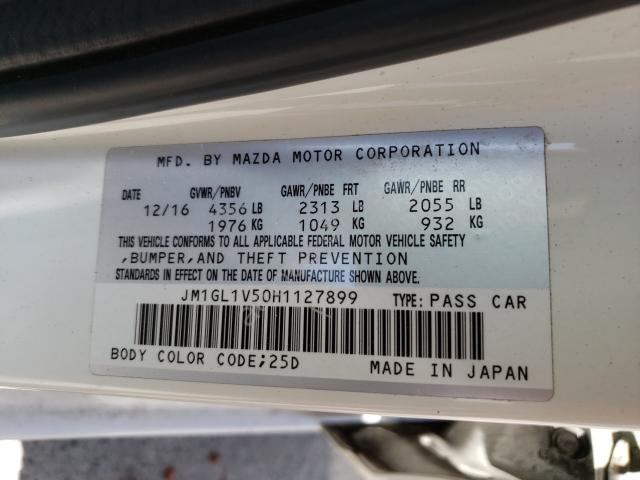 MFD. BY MAZDA MOTOR CORPORATION
DATE GVWR/PNBV GAWR/PNBE FRT GAWR/PNBE RR
12/16 4356 LB 2313 LB 2055 LB
1976 KG 1049 KG 932 KG
THIS VEHICLE CONFORMS TO ALL APPLICABLE FEDERAL MOTOR VEHICLE SAFETY
,BUMPER,AND THEFT PREVENTION
STANDARDS IN EFFECT ON THE DATE OF MANUFACTURE SHOWN ABOVE.
JM1GL1V50H1127899 TYPE: PASS CAR
BODY COLOR CODE;25D MADE IN JAPAN